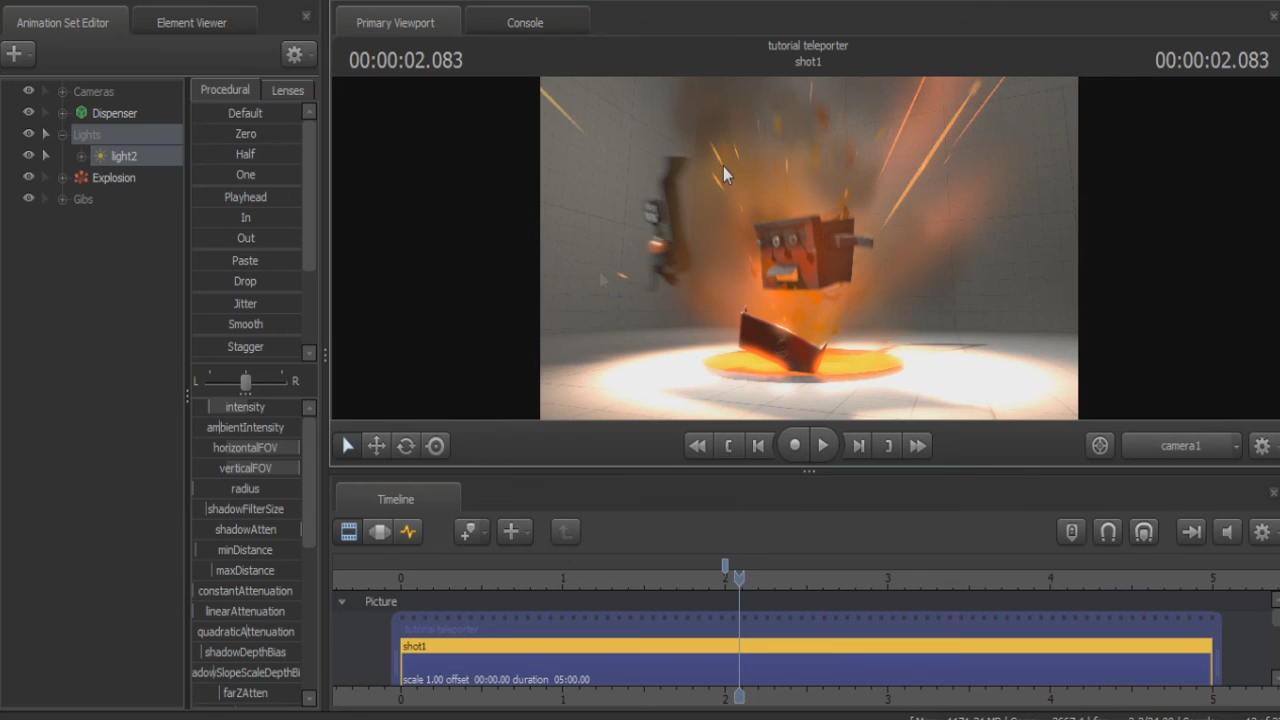 Animation Set Editor
Element Viewer
Primary Viewport
Console
00:00:02.083
tutorial teleporter
shot1
00:00:02.083
Cameras
Dispenser
Lights
light2
Explosion
Gibs
Procedural
Lenses
Default
Zero
Half
One
Playhead
In
Out
Paste
Drop
Jitter
Smooth
Stagger
L
R
intensity
ambientIntensity
horizontalFOV
verticalFOV
radius
shadowFilterSize
shadowAtten
minDistance
maxDistance
constantAttenuation
linearAttenuation
quadraticAttenuation
shadowDepthBias
adowSlopeScaleDepthBi
farZAtten
camera1
Timeline
0 1 2 3 4 5
Picture
tutorial teleporter
shot1
scale 1.00 offset 00:00.00 duration 05:00.00
0 1 2 3 4 5